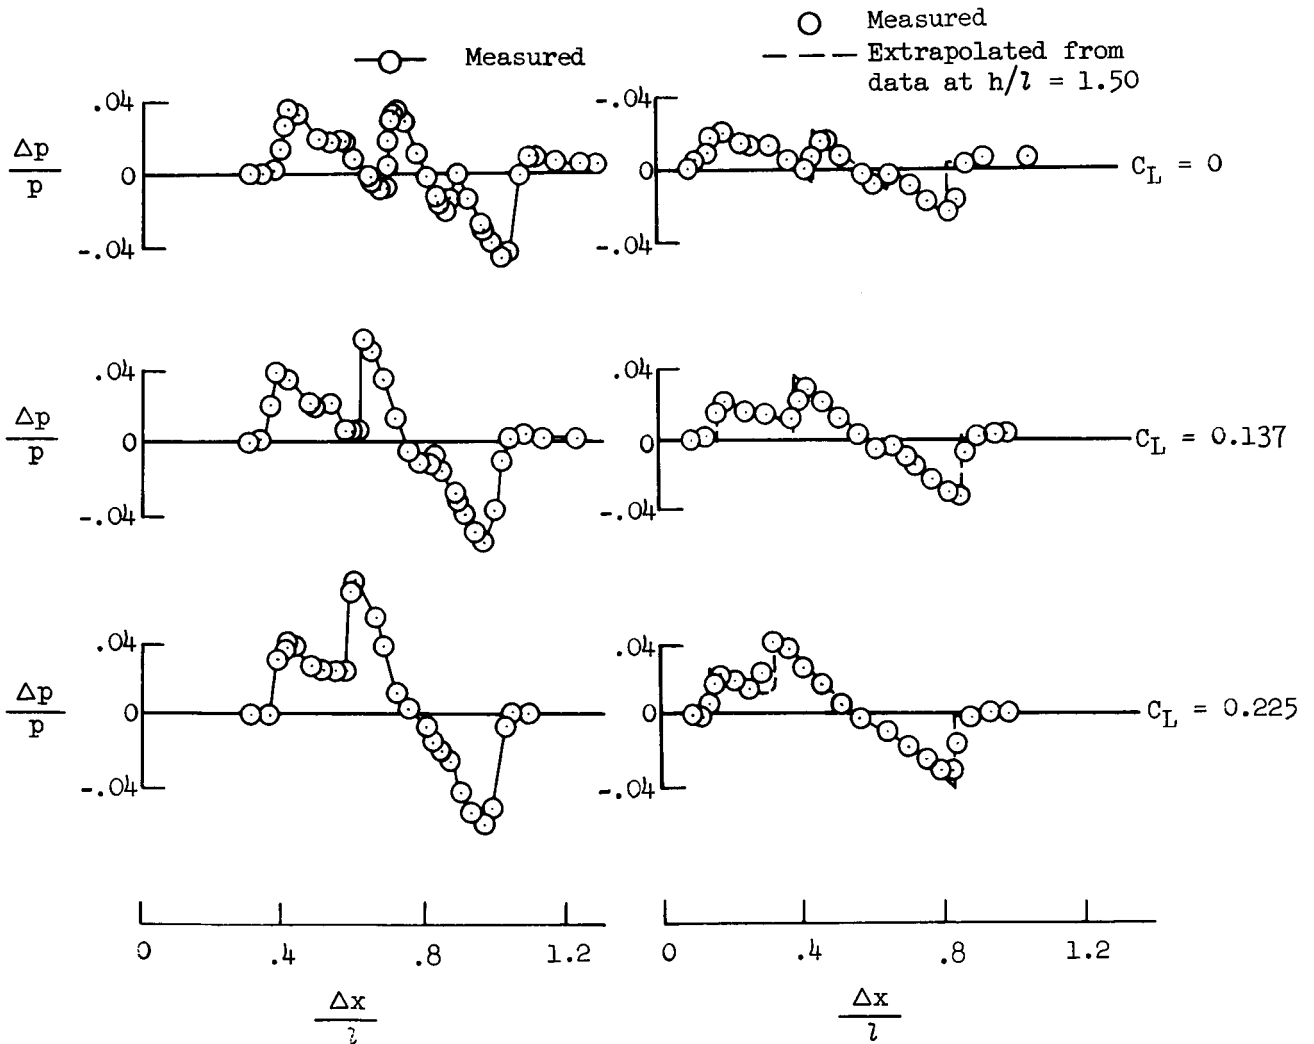 Measured
Measured
Extrapolated from
data at h/l = 1.50
.04
Δp
p
0
-.04
-.04
0
-.04
C_L = 0
.04
Δp
p
0
-.04
.04
0
-.04
C_L = 0.137
.04
Δp
p
0
-.04
.04
0
-.04
C_L = 0.225
0 .4 .8 1.2
Δx
l
0 .4 .8 1.2
Δx
l